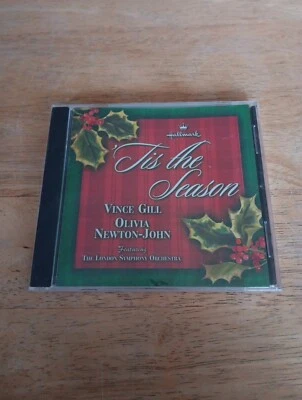 Hallmark
'Tis the
Season
VINCE GILL
OLIVIA
NEWTON-JOHN
Featuring
THE LONDON SYMPHONY ORCHESTRA